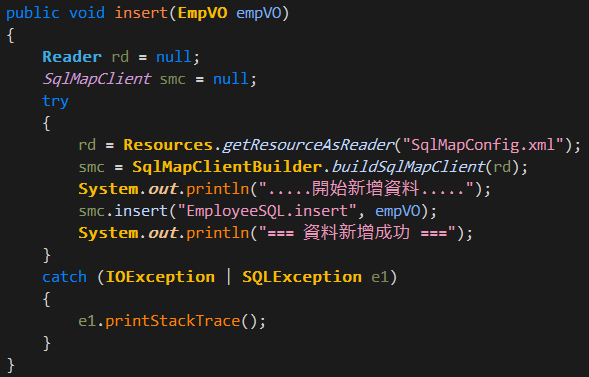 public void insert(EmpVO empVO)
{
    Reader rd = null;
    SqlMapClient smc = null;
    try
    {
        rd = Resources.getResourceAsReader("SqlMapConfig.xml");
        smc = SqlMapClientBuilder.buildSqlMapClient(rd);
        System.out.println(".....開始新增資料.....");
        smc.insert("EmployeeSQL.insert", empVO);
        System.out.println("=== 資料新增成功 ===");
    }
    catch (IOException | SQLException e1)
    {
        e1.printStackTrace();
    }
}